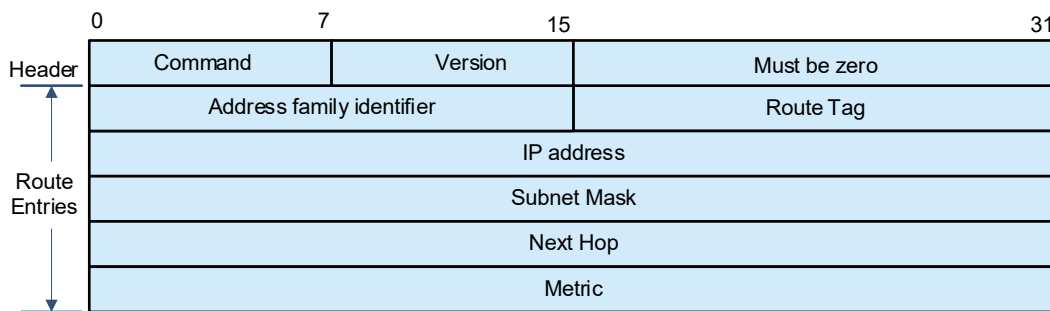 0 7 15 31
Header Command Version Must be zero
Address family identifier Route Tag
IP address
Route
Entries
Subnet Mask
Next Hop
Metric